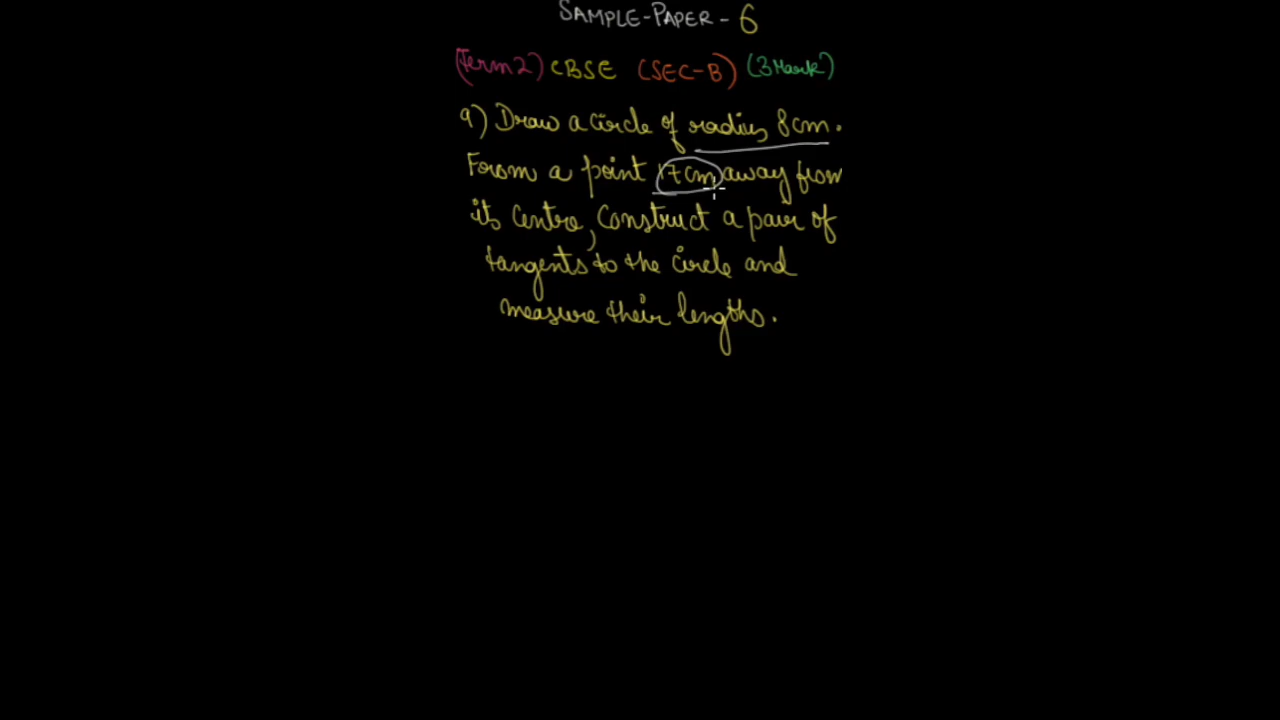 SAMPLE-PAPER - 6
(Term 2) CBSE (SEC-B) (3 Mark)
9) Draw a circle of radius 8cm.
From a point 17cm away from
its centre, construct a pair of
tangents to the circle and
measure their lengths.